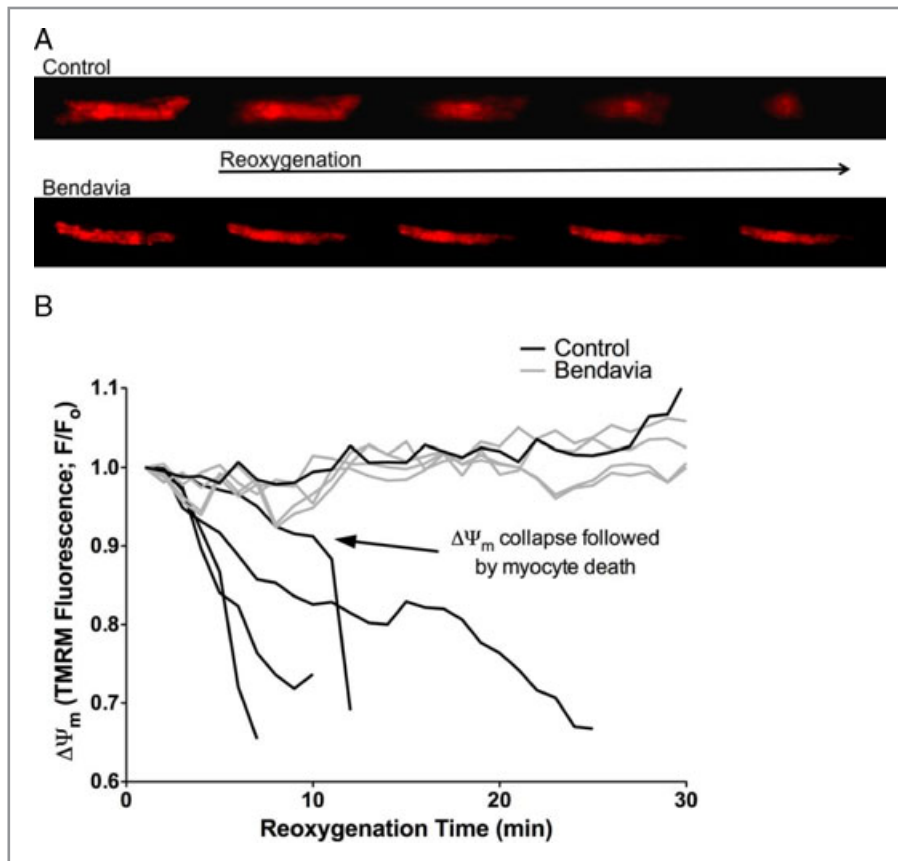 A
Control
Reoxygenation
Bendavia
B
Control
Bendavia
1.1
1.0
0.9
0.8
0.7
0.6
ΔΨm (TMRM Fluorescence; F/Fo)
ΔΨm collapse followed
by myocyte death
0
10
20
30
Reoxygenation Time (min)